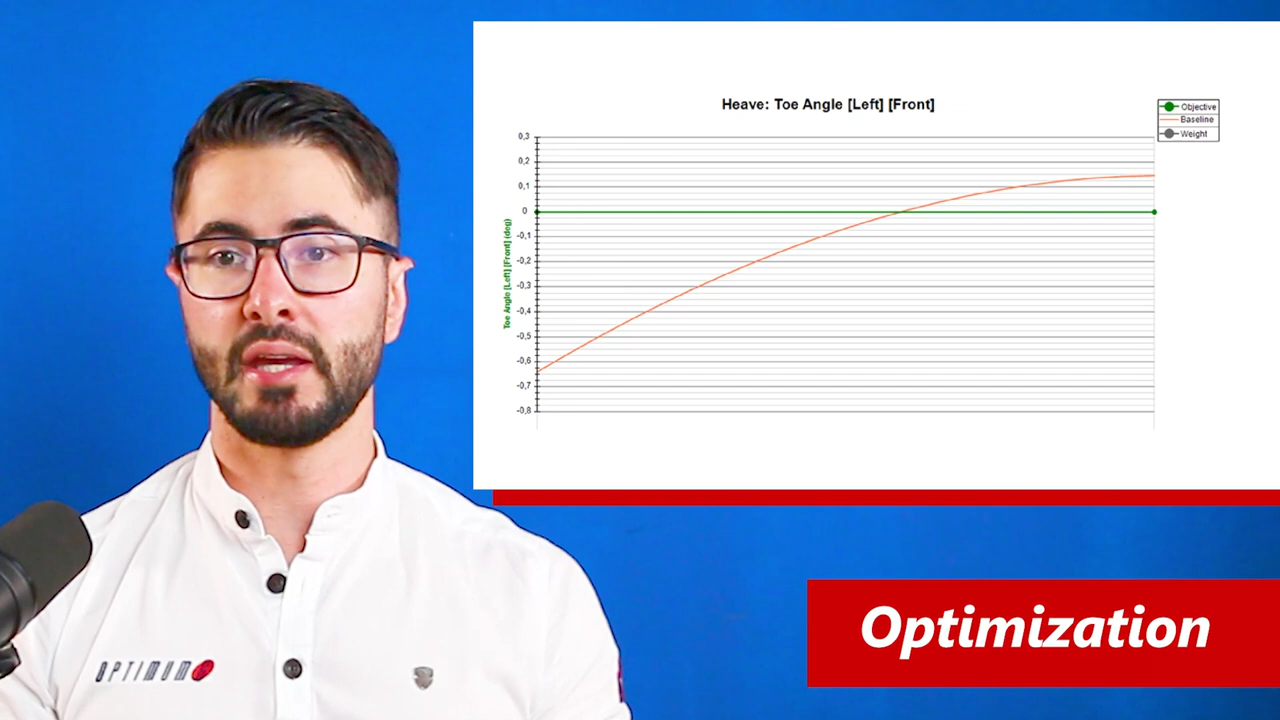 Heave: Toe Angle [Left] [Front]
Objective
Baseline
Weight
0,3
0,2
0,1
0
-0,1
-0,2
-0,3
-0,4
-0,5
-0,6
-0,7
-0,8
Toe Angle [Left] [Front] (deg)
OPTIMUM G
Optimization